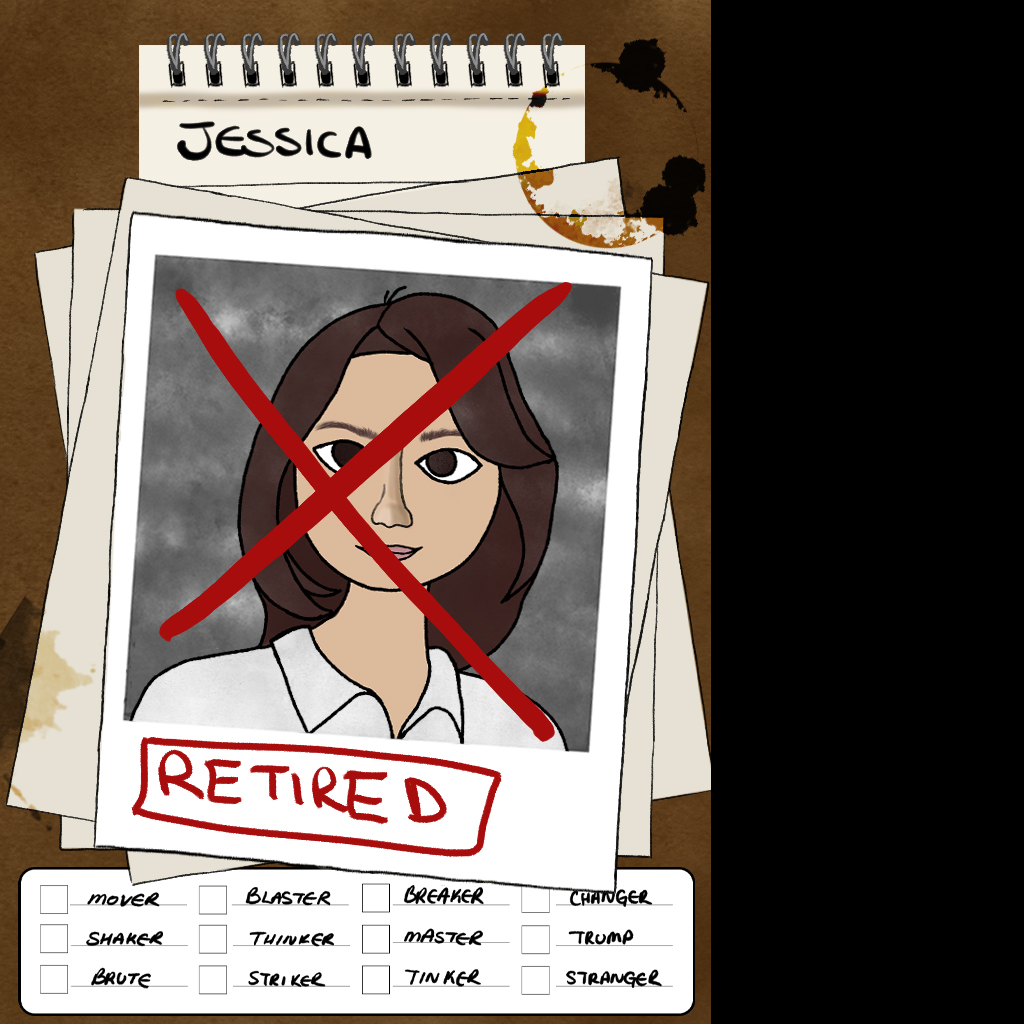 JESSICA
RETIRED
MOVER BLASTER BREAKER CHANGER
SHAKER THINKER MASTER TRUMP
BRUTE STRIKER TINKER STRANGER